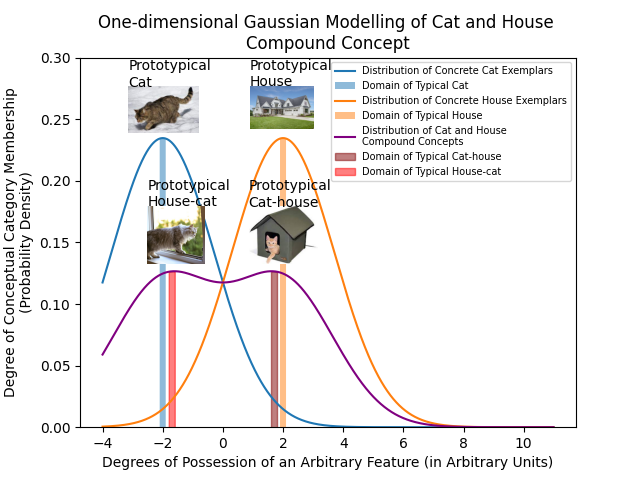 One-dimensional Gaussian Modelling of Cat and House
Compound Concept
Degree of Conceptual Category Membership
(Probability Density)
0.30
0.25
0.20
0.15
0.10
0.05
0.00
Prototypical
Cat
Prototypical
House
Prototypical
House-cat
Prototypical
Cat-house
Distribution of Concrete Cat Exemplars
Domain of Typical Cat
Distribution of Concrete House Exemplars
Domain of Typical House
Distribution of Cat and House
Compound Concepts
Domain of Typical Cat-house
Domain of Typical House-cat
−4
−2
0
2
4
6
8
10
Degrees of Possession of an Arbitrary Feature (in Arbitrary Units)